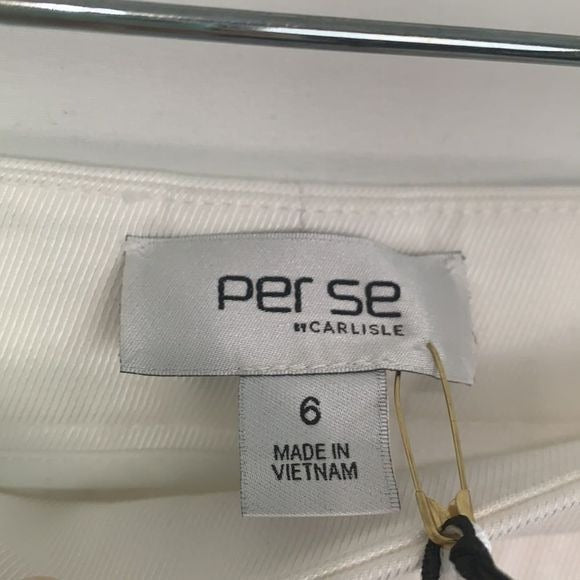 per se
BY CARLISLE
6
MADE IN
VIETNAM